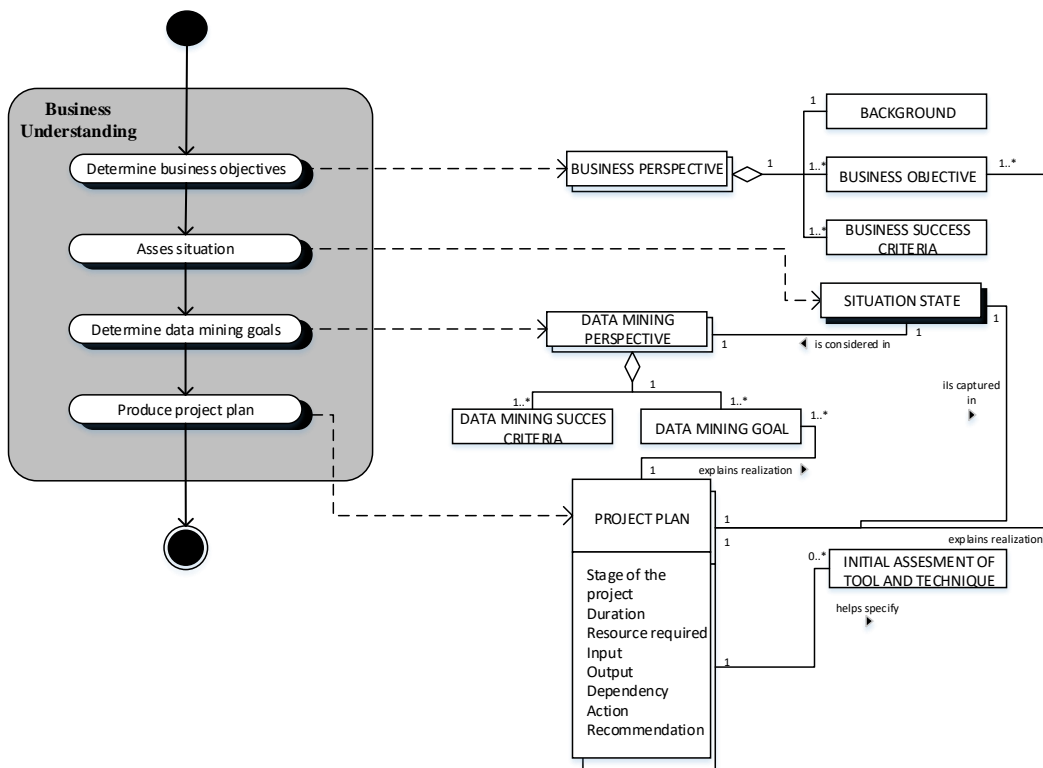 Business
Understanding
Determine business objectives
Asses situation
Determine data mining goals
Produce project plan
BUSINESS PERSPECTIVE
1
1
BACKGROUND
1..*
BUSINESS OBJECTIVE
1..*
1..*
BUSINESS SUCCESS
CRITERIA
SITUATION STATE
1
1
DATA MINING
PERSPECTIVE
1
is considered in
1
1..*
DATA MINING SUCCES
CRITERIA
1..*
DATA MINING GOAL
1..*
iIs captured
in
1
explains realization
PROJECT PLAN
1
1
explains realization
Stage of the
project
Duration
Resource required
Input
Output
Dependency
Action
Recommendation
0..*
INITIAL ASSESMENT OF
TOOL AND TECHNIQUE
helps specify
1